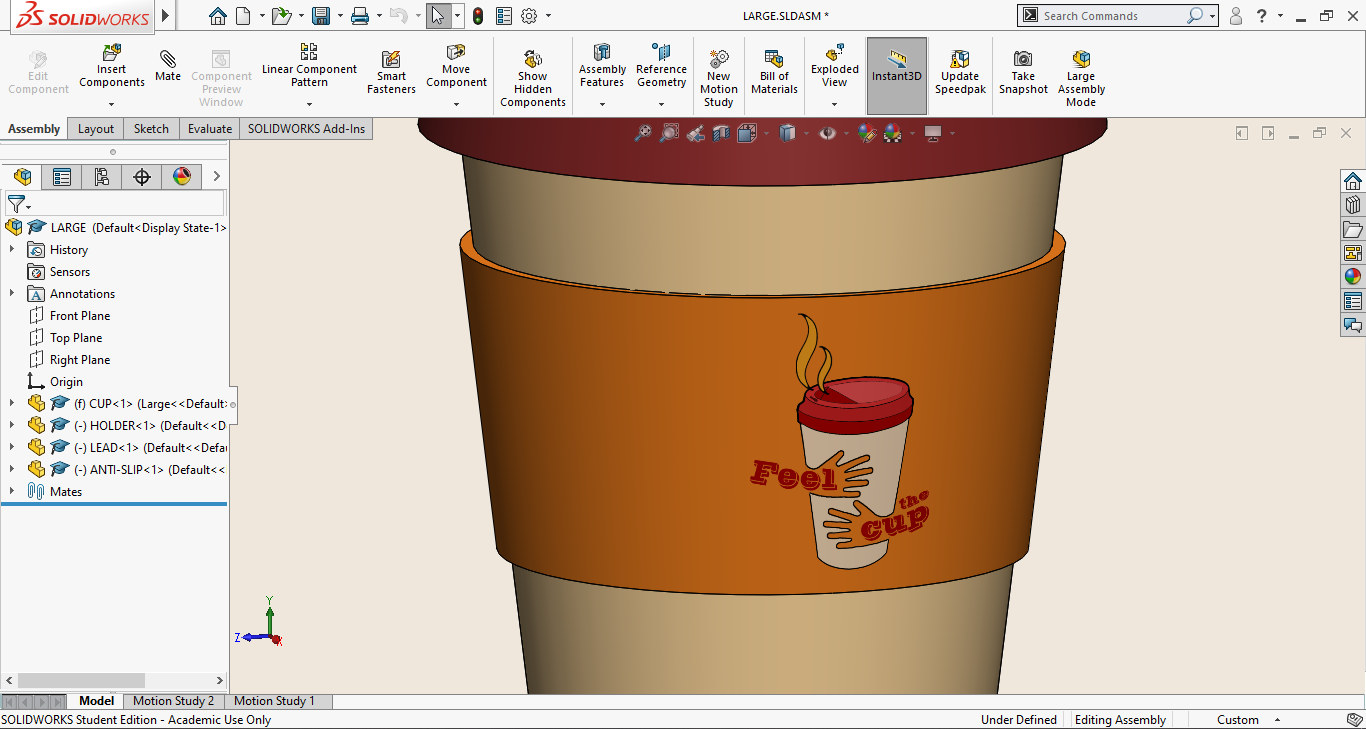 SOLIDWORKS
LARGE.SLDASM *
Search Commands
?
Edit Component
Insert Components
Mate
Component Preview Window
Linear Component Pattern
Smart Fasteners
Move Component
Show Hidden Components
Assembly Features
Reference Geometry
New Motion Study
Bill of Materials
Exploded View
Instant3D
Update Speedpak
Take Snapshot
Large Assembly Mode
Assembly Layout Sketch Evaluate SOLIDWORKS Add-Ins
LARGE (Default<Display State-1>
History
Sensors
Annotations
Front Plane
Top Plane
Right Plane
Origin
(f) CUP<1> (Large<<Default>
(-) HOLDER<1> (Default<<D
(-) LEAD<1> (Default<<Defau
(-) ANTI-SLIP<1> (Default<<
Mates
Feel
the
cup
Y
Z
X
Model Motion Study 2 Motion Study 1
SOLIDWORKS Student Edition - Academic Use Only
Under Defined Editing Assembly Custom